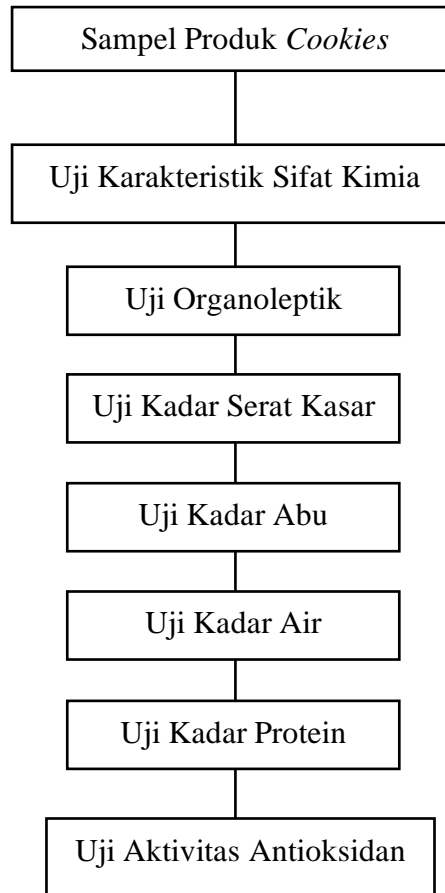 Sampel Produk Cookies
Uji Karakteristik Sifat Kimia
Uji Organoleptik
Uji Kadar Serat Kasar
Uji Kadar Abu
Uji Kadar Air
Uji Kadar Protein
Uji Aktivitas Antioksidan